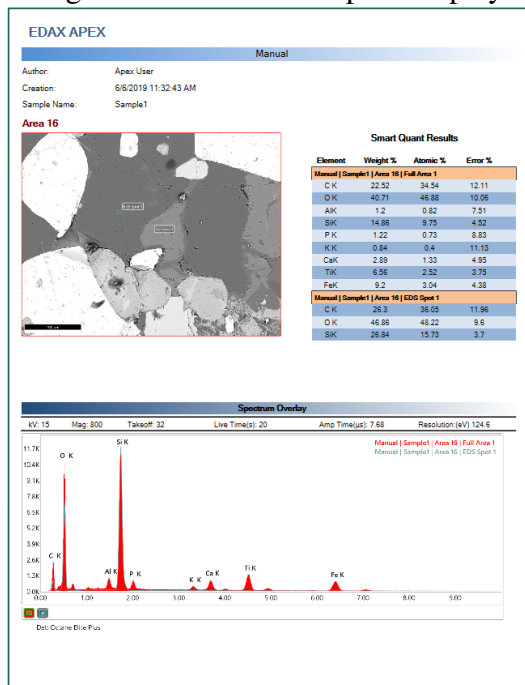 EDAX APEX
Manual
Author: Apex User
Creation: 6/6/2019 11:32:43 AM
Sample Name: Sample1
Area 16
Smart Quant Results
Element Weight % Atomic % Error %
Manual | Sample1 | Area 16 | Full Area 1
C K 22.52 34.54 12.11
O K 40.71 46.88 10.06
AlK 1.2 0.82 7.51
SiK 14.86 9.75 4.52
P K 1.22 0.73 8.83
K K 0.84 0.4 11.13
CaK 2.89 1.33 4.95
TiK 6.56 2.52 3.75
FeK 9.2 3.04 4.38
Manual | Sample1 | Area 16 | EDS Spot 1
C K 26.3 36.05 11.96
O K 46.86 48.22 9.6
SiK 26.84 15.73 3.7
Spectrum Overlay
kV: 15 Mag: 800 Takeoff: 32 Live Time(s): 20 Amp Time(µs): 7.68 Resolution:(eV) 124.6
Manual | Sample1 | Area 16 | Full Area 1
Manual | Sample1 | Area 16 | EDS Spot 1
11.7K
10.4K
9.1K
7.8K
6.5K
5.2K
3.9K
2.6K
1.3K
0.0K
C K
O K
Al K
Si K
P K
K K
Ca K
Ti K
Fe K
0.00 1.00 2.00 3.00 4.00 5.00 6.00 7.00 8.00 9.00
Det: Octane Elite Plus